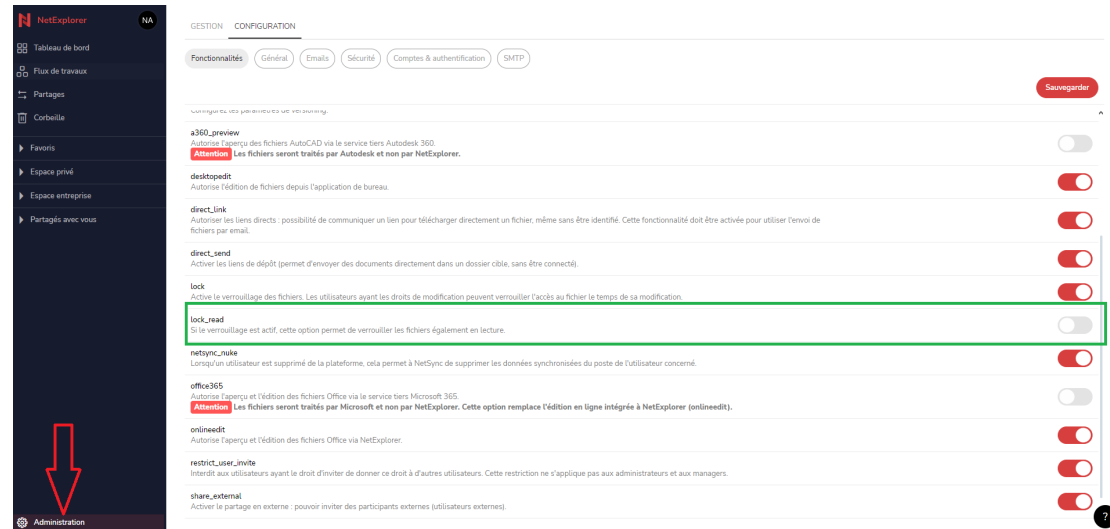 NetExplorer
NA
Tableau de bord
Flux de travaux
Partages
Corbeille
Favoris
Espace privé
Espace entreprise
Partagés avec vous
Administration
GESTION CONFIGURATION
Fonctionnalités Général Emails Sécurité Comptes & authentification SMTP
Sauvegarder
Configurez les paramètres de versioning.
a360_preview
Autorise l'aperçu des fichiers AutoCAD via le service tiers Autodesk 360.
Attention Les fichiers seront traités par Autodesk et non par NetExplorer.
desktopedit
Autorise l'édition de fichiers depuis l'application de bureau.
direct_link
Autoriser les liens directs : possibilité de communiquer un lien pour télécharger directement un fichier, même sans être identifié. Cette fonctionnalité doit être activée pour utiliser l'envoi de
fichiers par email.
direct_send
Activer les liens de dépôt (permet d'envoyer des documents directement dans un dossier cible, sans être connecté).
lock
Active le verrouillage des fichiers. Les utilisateurs ayant les droits de modification peuvent verrouiller l'accès au fichier le temps de sa modification.
lock_read
Si le verrouillage est actif, cette option permet de verrouiller les fichiers également en lecture.
netsync_nuke
Lorsqu'un utilisateur est supprimé de la plateforme, cela permet à NetSync de supprimer les données synchronisées du poste de l'utilisateur concerné.
office365
Autorise l'aperçu et l'édition des fichiers Office via le service tiers Microsoft 365.
Attention Les fichiers seront traités par Microsoft et non par NetExplorer. Cette option remplace l'édition en ligne intégrée à NetExplorer (onlineedit).
onlineedit
Autorise l'aperçu et l'édition des fichiers Office via NetExplorer.
restrict_user_invite
Interdit aux utilisateurs ayant le droit d'inviter de donner ce droit à d'autres utilisateurs. Cette restriction ne s'applique pas aux administrateurs et aux managers.
share_external
Activer le partage en externe : pouvoir inviter des participants externes (utilisateurs externes).
?